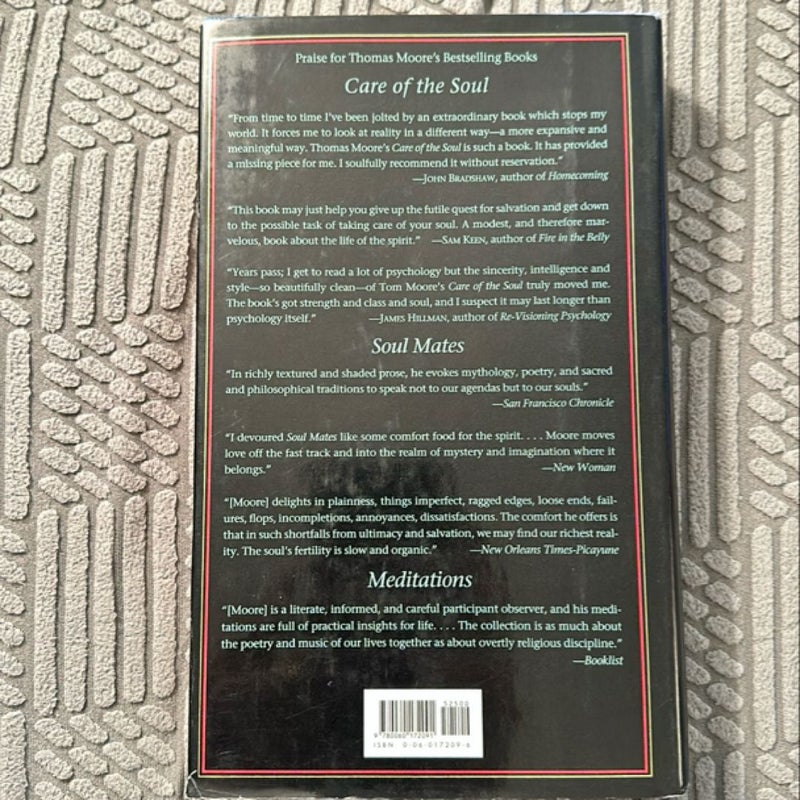 Praise for Thomas Moore's Bestselling Books
Care of the Soul
"From time to time I've been jolted by an extraordinary book which stops my
world. It forces me to look at reality in a different way—a more expansive and
meaningful way. Thomas Moore's Care of the Soul is such a book. It has provided
a missing piece for me. I soulfully recommend it without reservation."
—JOHN BRADSHAW, author of Homecoming
"This book may just help you give up the futile quest for salvation and get down
to the possible task of taking care of your soul. A modest, and therefore mar-
velous, book about the life of the spirit." —SAM KEEN, author of Fire in the Belly
"Years pass; I get to read a lot of psychology but the sincerity, intelligence and
style—so beautifully clean—of Tom Moore's Care of the Soul truly moved me.
The book's got strength and class and soul, and I suspect it may last longer than
psychology itself." —JAMES HILLMAN, author of Re-Visioning Psychology
Soul Mates
"In richly textured and shaded prose, he evokes mythology, poetry, and sacred
and philosophical traditions to speak not to our agendas but to our souls."
—San Francisco Chronicle
"I devoured Soul Mates like some comfort food for the spirit. . . . Moore moves
love off the fast track and into the realm of mystery and imagination where it
belongs." —New Woman
"[Moore] delights in plainness, things imperfect, ragged edges, loose ends, fail-
ures, flops, incompletions, annoyances, dissatisfactions. The comfort he offers is
that in such shortfalls from ultimacy and salvation, we may find our richest real-
ity. The soul's fertility is slow and organic." —New Orleans Times-Picayune
Meditations
"[Moore] is a literate, informed, and careful participant observer, and his medi-
tations are full of practical insights for life. . . . The collection is as much about
the poetry and music of our lives together as about overtly religious discipline."
—Booklist
52500
9 780060 172091
ISBN 0-06-017209-6